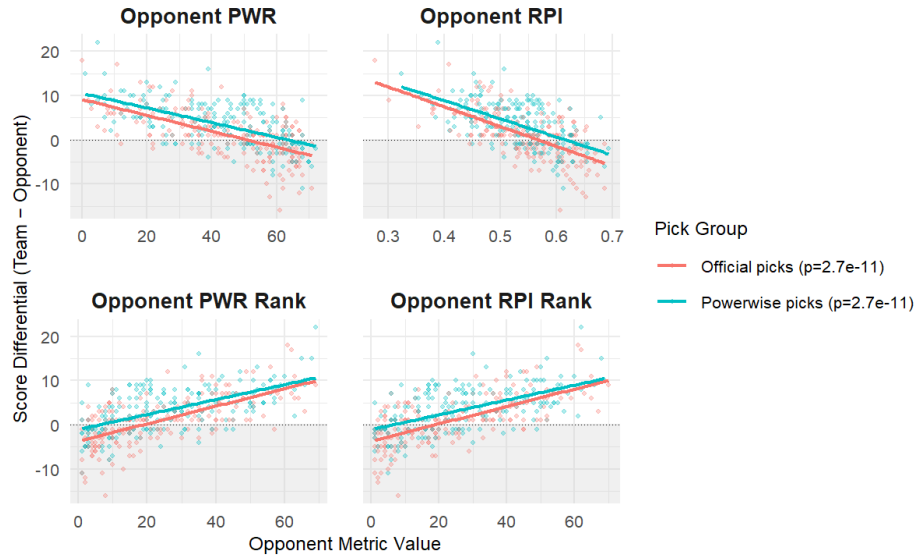 Opponent PWR
Opponent RPI
20
10
0
-10
0 20 40 60
0.3 0.4 0.5 0.6 0.7
Score Differential (Team − Opponent)
Pick Group
Official picks (p=2.7e-11)
Powerwise picks (p=2.7e-11)
Opponent PWR Rank
Opponent RPI Rank
20
10
0
-10
0 20 40 60
0 20 40 60
Opponent Metric Value